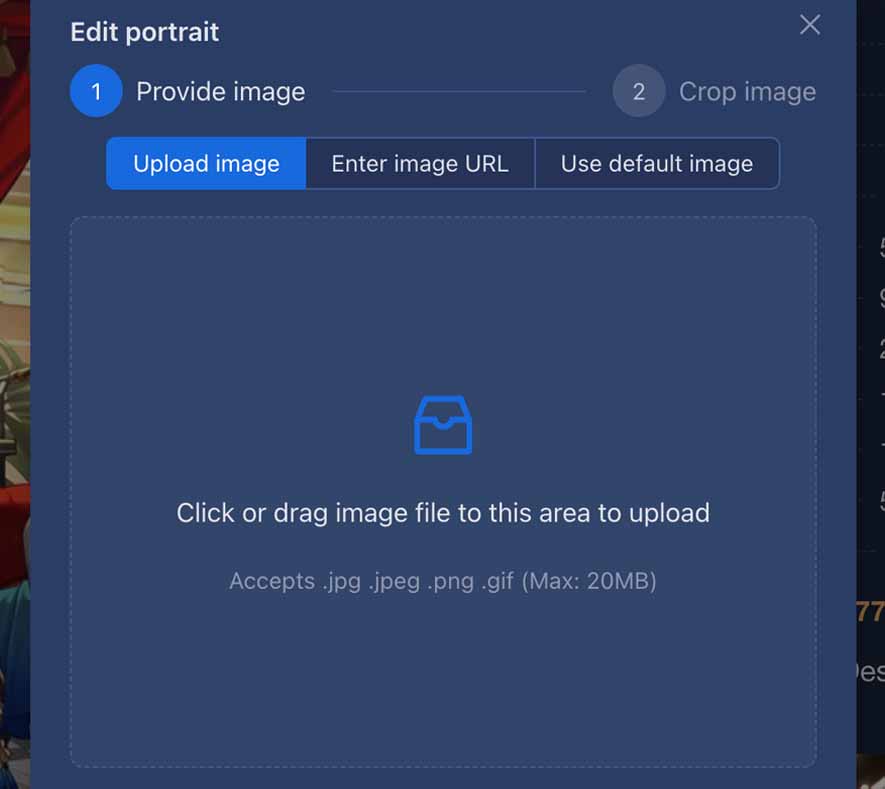 Edit portrait
1 Provide image 2 Crop image
Upload image Enter image URL Use default image
Click or drag image file to this area to upload
Accepts .jpg .jpeg .png .gif (Max: 20MB)
77